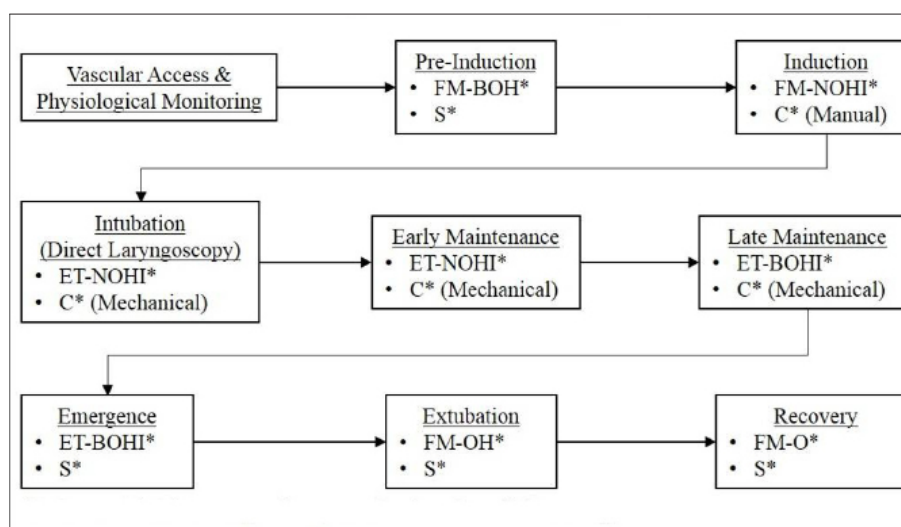 Vascular Access &
Physiological Monitoring
Pre-Induction
• FM-BOH*
• S*
Induction
• FM-NOHI*
• C* (Manual)
Intubation
(Direct Laryngoscopy)
• ET-NOHI*
• C* (Mechanical)
Early Maintenance
• ET-NOHI*
• C* (Mechanical)
Late Maintenance
• ET-BOHI*
• C* (Mechanical)
Emergence
• ET-BOHI*
• S*
Extubation
• FM-OH*
• S*
Recovery
• FM-O*
• S*